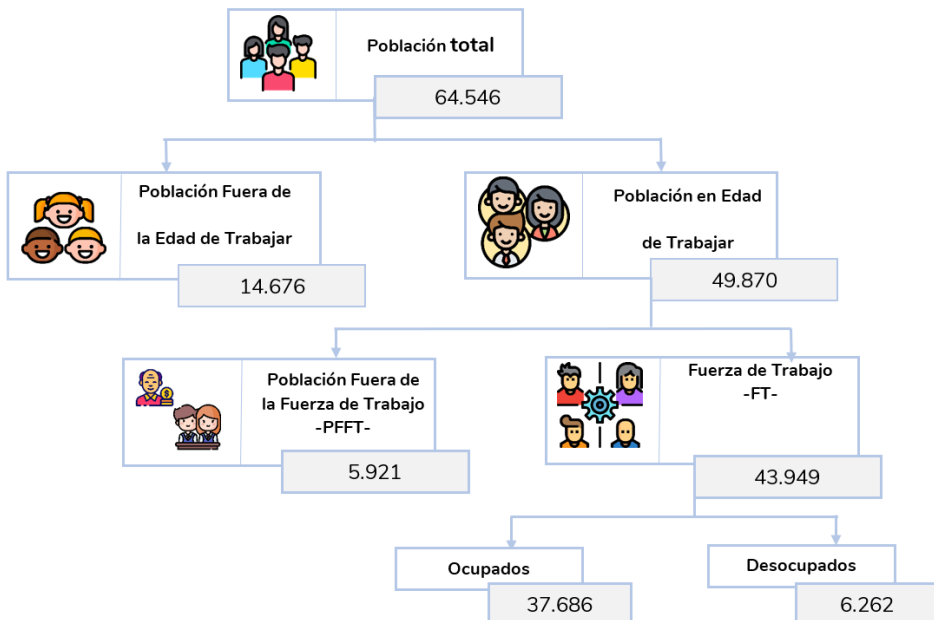 Población total
64.546
Población Fuera de
la Edad de Trabajar
14.676
Población en Edad
de Trabajar
49.870
Población Fuera de
la Fuerza de Trabajo
-PFFT-
5.921
Fuerza de Trabajo
-FT-
43.949
Ocupados
37.686
Desocupados
6.262